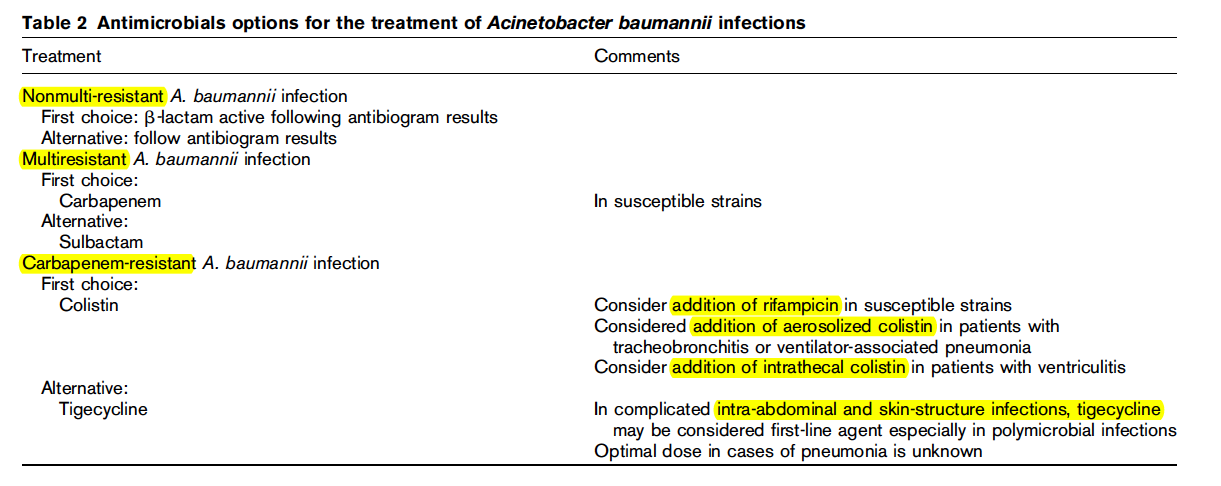 Table 2 Antimicrobials options for the treatment of Acinetobacter baumannii infections
Treatment Comments
Nonmulti-resistant A. baumannii infection
First choice: β-lactam active following antibiogram results
Alternative: follow antibiogram results
Multiresistant A. baumannii infection
First choice:
Carbapenem In susceptible strains
Alternative:
Sulbactam
Carbapenem-resistant A. baumannii infection
First choice:
Colistin Consider addition of rifampicin in susceptible strains
Considered addition of aerosolized colistin in patients with
tracheobronchitis or ventilator-associated pneumonia
Consider addition of intrathecal colistin in patients with ventriculitis
Alternative:
Tigecycline In complicated intra-abdominal and skin-structure infections, tigecycline
may be considered first-line agent especially in polymicrobial infections
Optimal dose in cases of pneumonia is unknown